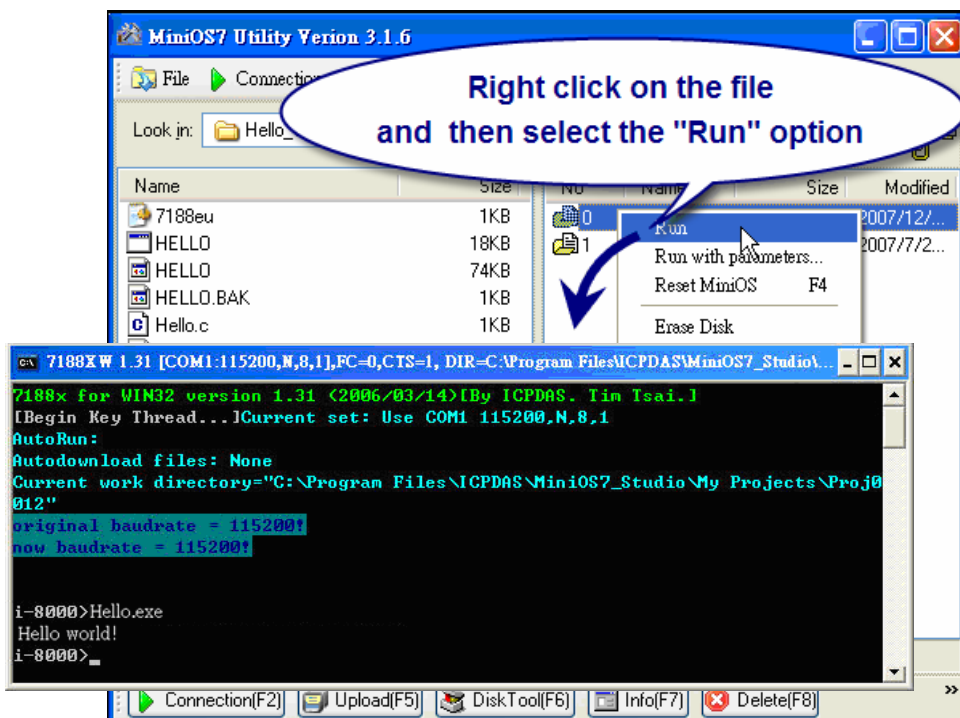 MiniOS7 Utility Verion 3.1.6
File Connection
Right click on the file
and then select the "Run" option
Look in: Hello_
Name Size No Name Size Modified
7188eu 1KB
HELLO 18KB
HELLO 74KB
HELLO.BAK 1KB
Hello.c 1KB
0 2007/12/...
1 2007/7/2...
Run
Run with parameters...
Reset MiniOS F4
Erase Disk
7188XW 1.31 [COM1:115200,N,8,1],FC=0,CTS=1, DIR=C:\Program Files\ICPDAS\MiniOS7_Studio\...
7188x for WIN32 version 1.31 (2006/03/14)[By ICPDAS. Tim Tsai.]
[Begin Key Thread...]Current set: Use COM1 115200,N,8,1
AutoRun:
Autodownload files: None
Current work directory="C:\Program Files\ICPDAS\MiniOS7_Studio\My Projects\Proj0
012"
original baudrate = 115200!
now baudrate = 115200!
i-8000>Hello.exe
Hello world!
i-8000>_
Connection(F2) Upload(F5) DiskTool(F6) Info(F7) Delete(F8) »